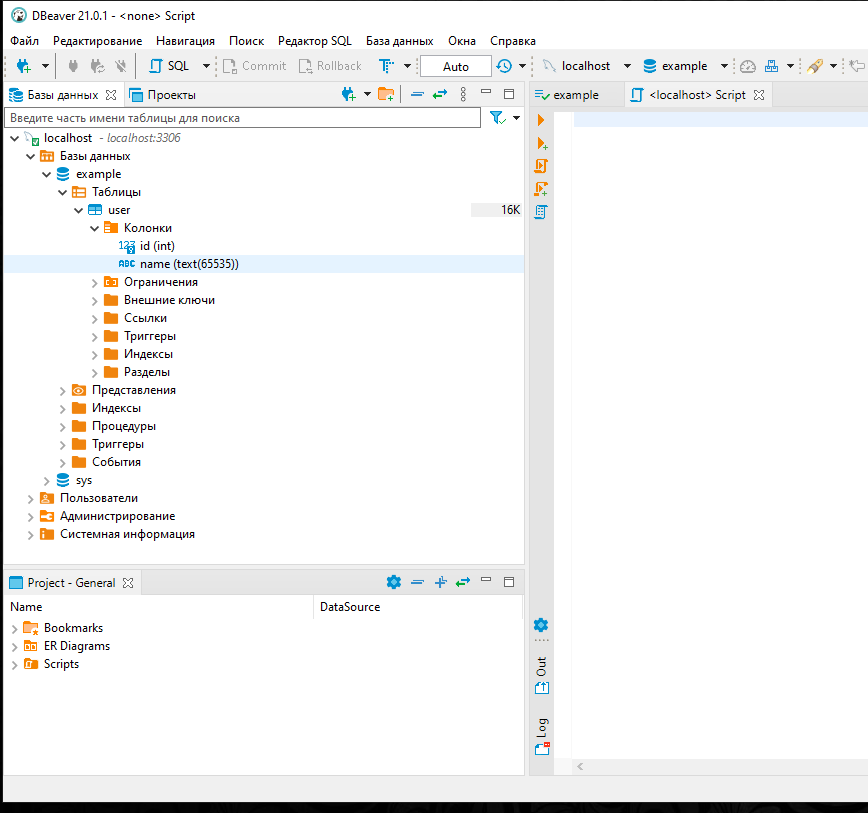 DBeaver 21.0.1 - <none> Script
Файл Редактирование Навигация Поиск Редактор SQL База данных Окна Справка
SQL Commit Rollback Auto localhost example
Базы данных Проекты
example <localhost> Script
Введите часть имени таблицы для поиска
localhost - localhost:3306
Базы данных
example
Таблицы
user 16K
Колонки
123 id (int)
ABC name (text(65535))
Ограничения
Внешние ключи
Ссылки
Триггеры
Индексы
Разделы
Представления
Индексы
Процедуры
Триггеры
События
sys
Пользователи
Администрирование
Системная информация
Project - General
Name DataSource
Bookmarks
ER Diagrams
Scripts
Out
Log